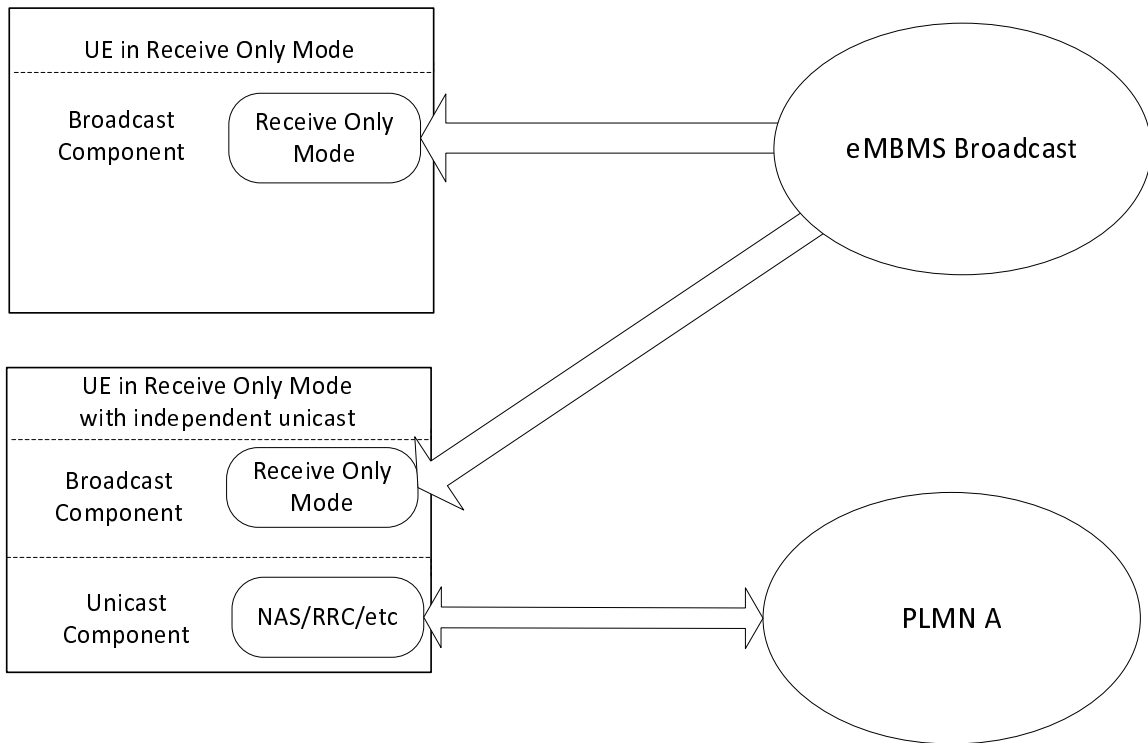 UE in Receive Only Mode
Broadcast
Component
Receive Only
Mode
eMBMS Broadcast
UE in Receive Only Mode
with independent unicast
Broadcast
Component
Receive Only
Mode
Unicast
Component
NAS/RRC/etc
PLMN A